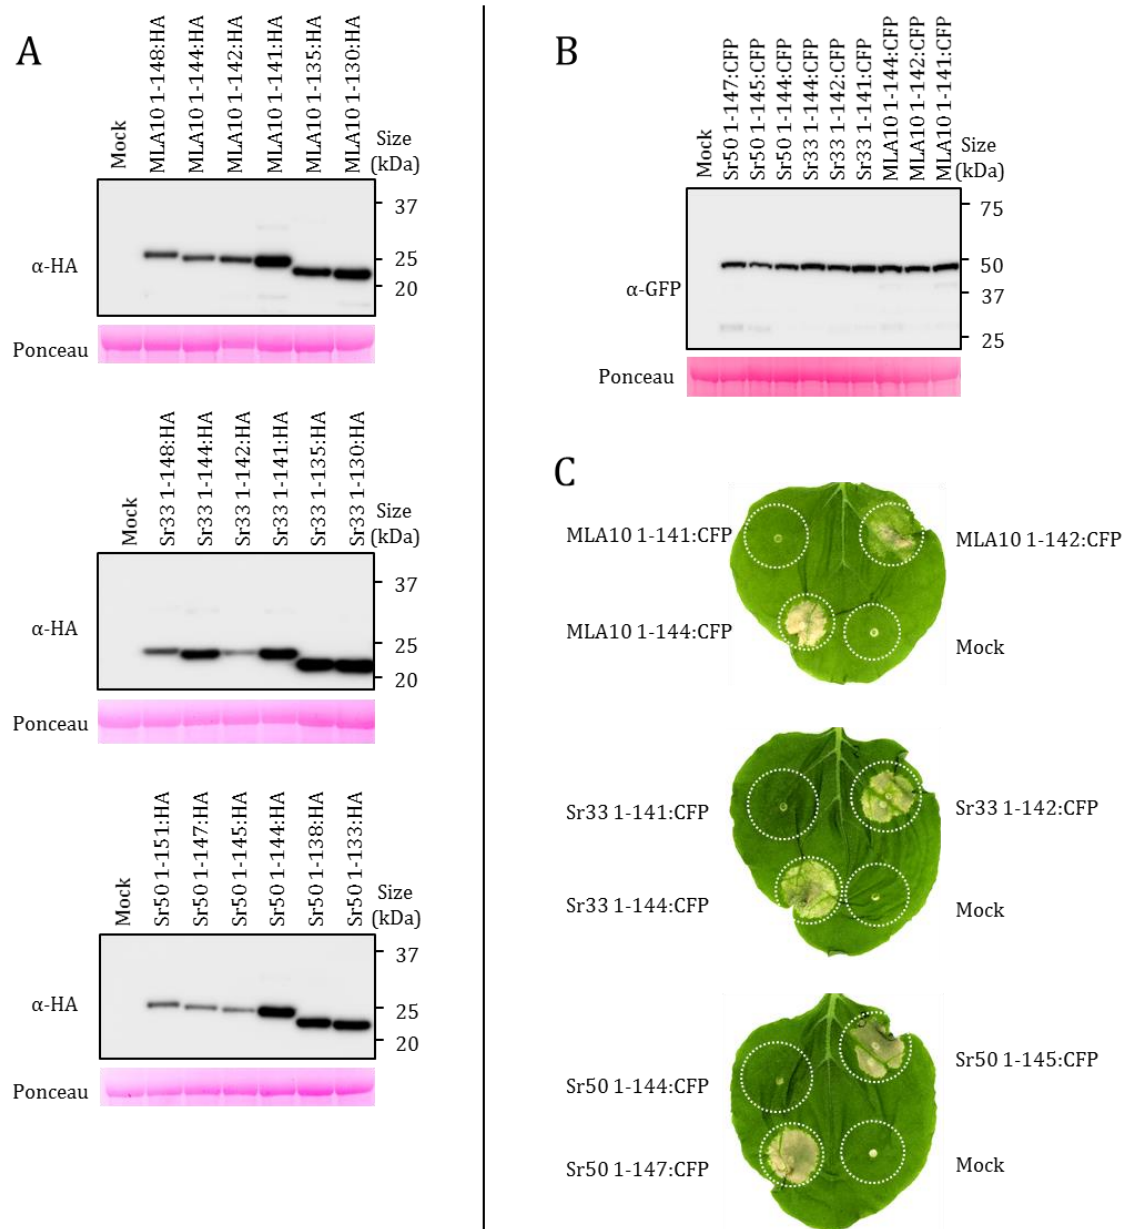 A
Mock
MLA10 1-148:HA
MLA10 1-144:HA
MLA10 1-142:HA
MLA10 1-141:HA
MLA10 1-135:HA
MLA10 1-130:HA
Size
(kDa)
37
25
20
α-HA
Ponceau
Mock
Sr33 1-148:HA
Sr33 1-144:HA
Sr33 1-142:HA
Sr33 1-141:HA
Sr33 1-135:HA
Sr33 1-130:HA
Size
(kDa)
37
25
20
α-HA
Ponceau
Mock
Sr50 1-151:HA
Sr50 1-147:HA
Sr50 1-145:HA
Sr50 1-144:HA
Sr50 1-138:HA
Sr50 1-133:HA
Size
(kDa)
37
25
20
α-HA
Ponceau
B
Mock
Sr50 1-147:CFP
Sr50 1-145:CFP
Sr50 1-144:CFP
Sr33 1-144:CFP
Sr33 1-142:CFP
Sr33 1-141:CFP
MLA10 1-144:CFP
MLA10 1-142:CFP
MLA10 1-141:CFP
Size
(kDa)
75
50
37
25
α-GFP
Ponceau
C
MLA10 1-141:CFP
MLA10 1-142:CFP
MLA10 1-144:CFP
Mock
Sr33 1-141:CFP
Sr33 1-142:CFP
Sr33 1-144:CFP
Mock
Sr50 1-144:CFP
Sr50 1-145:CFP
Sr50 1-147:CFP
Mock